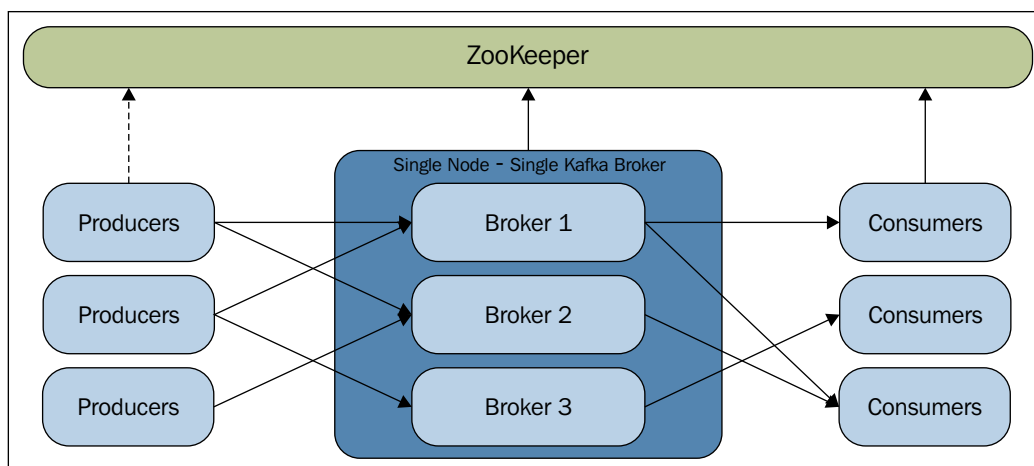 ZooKeeper
Single Node - Single Kafka Broker
Producers
Broker 1
Consumers
Producers
Broker 2
Consumers
Producers
Broker 3
Consumers